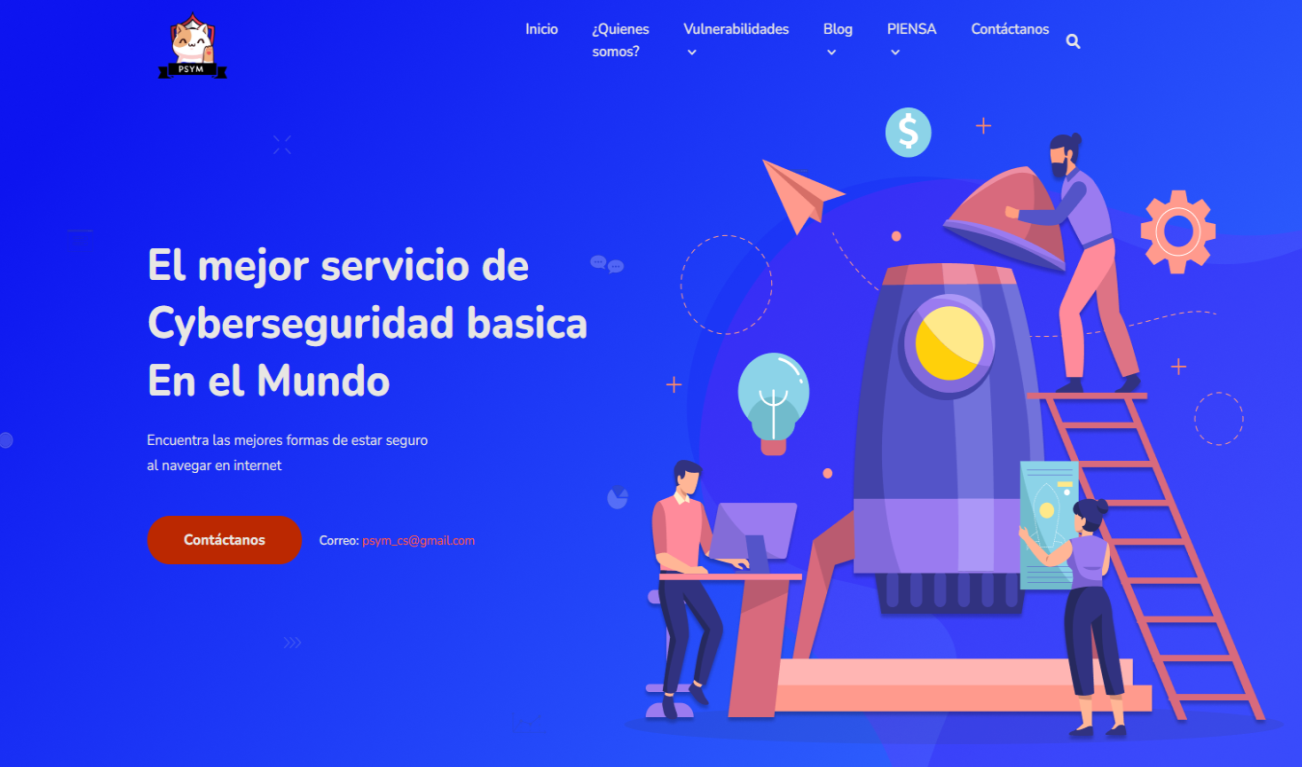 PSYM
Inicio
¿Quienes
somos?
Vulnerabilidades
Blog
PIENSA
Contáctanos
$
El mejor servicio de
Cyberseguridad basica
En el Mundo
Encuentra las mejores formas de estar seguro
al navegar en internet
Contáctanos
Correo: psym_cs@gmail.com